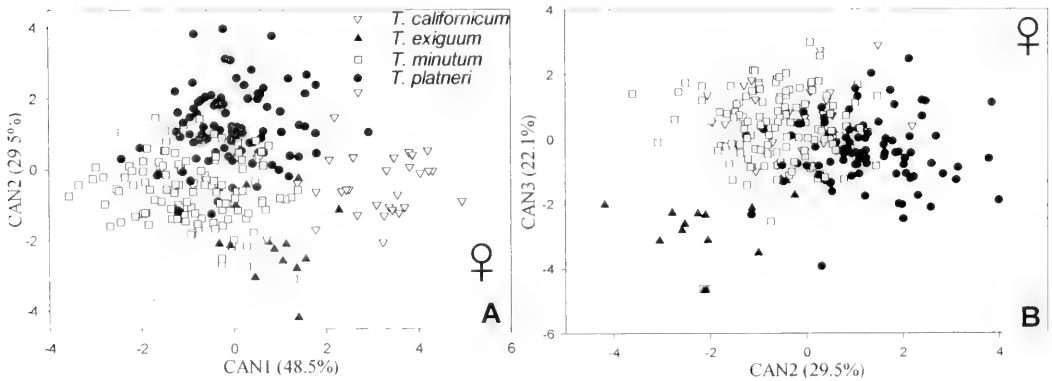 4
2
0
-2
-4
CAN2 (29.5%)
T. californicum
T. exiguum
T. minutum
T. platneri
♀
A
-4
-2
0
2
4
6
CAN1 (48.5%)
4
2
0
-2
-4
-6
CAN3 (22.1%)
♀
B
-4
-2
0
2
4
CAN2 (29.5%)